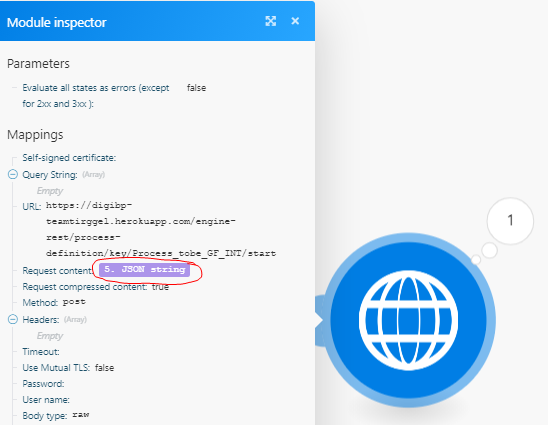 Module inspector
Parameters
Evaluate all states as errors (except for 2xx and 3xx ): false
Mappings
Self-signed certificate:
Query String: (Array)
Empty
URL: https://digibp-
teamtirggel.herokuapp.com/engine-
rest/process-
definition/key/Process_tobe_GF_INT/start
Request content: 5. JSON string
Request compressed content: true
Method: post
Headers: (Array)
Empty
Timeout:
Use Mutual TLS: false
Password:
User name:
Body type: raw
1